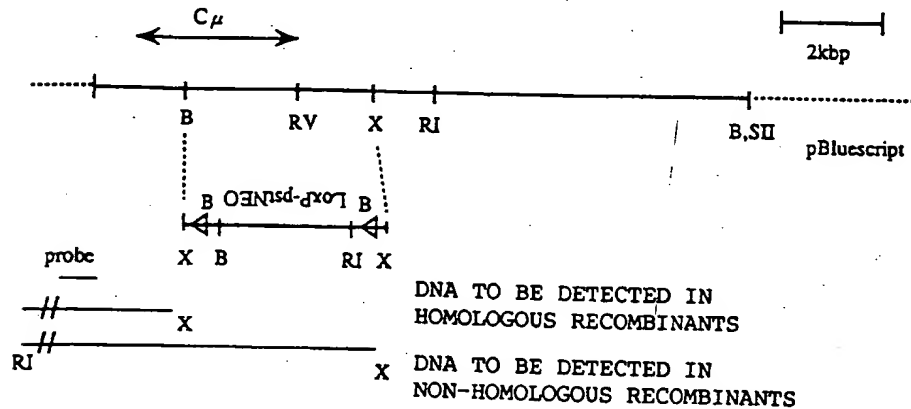 Cμ
2kbp
B RV X RI B,SII pBluescript
B LoxP-pstNEO B
X B RI X
probe
DNA TO BE DETECTED IN
HOMOLOGOUS RECOMBINANTS
X
RI
X
DNA TO BE DETECTED IN
NON-HOMOLOGOUS RECOMBINANTS